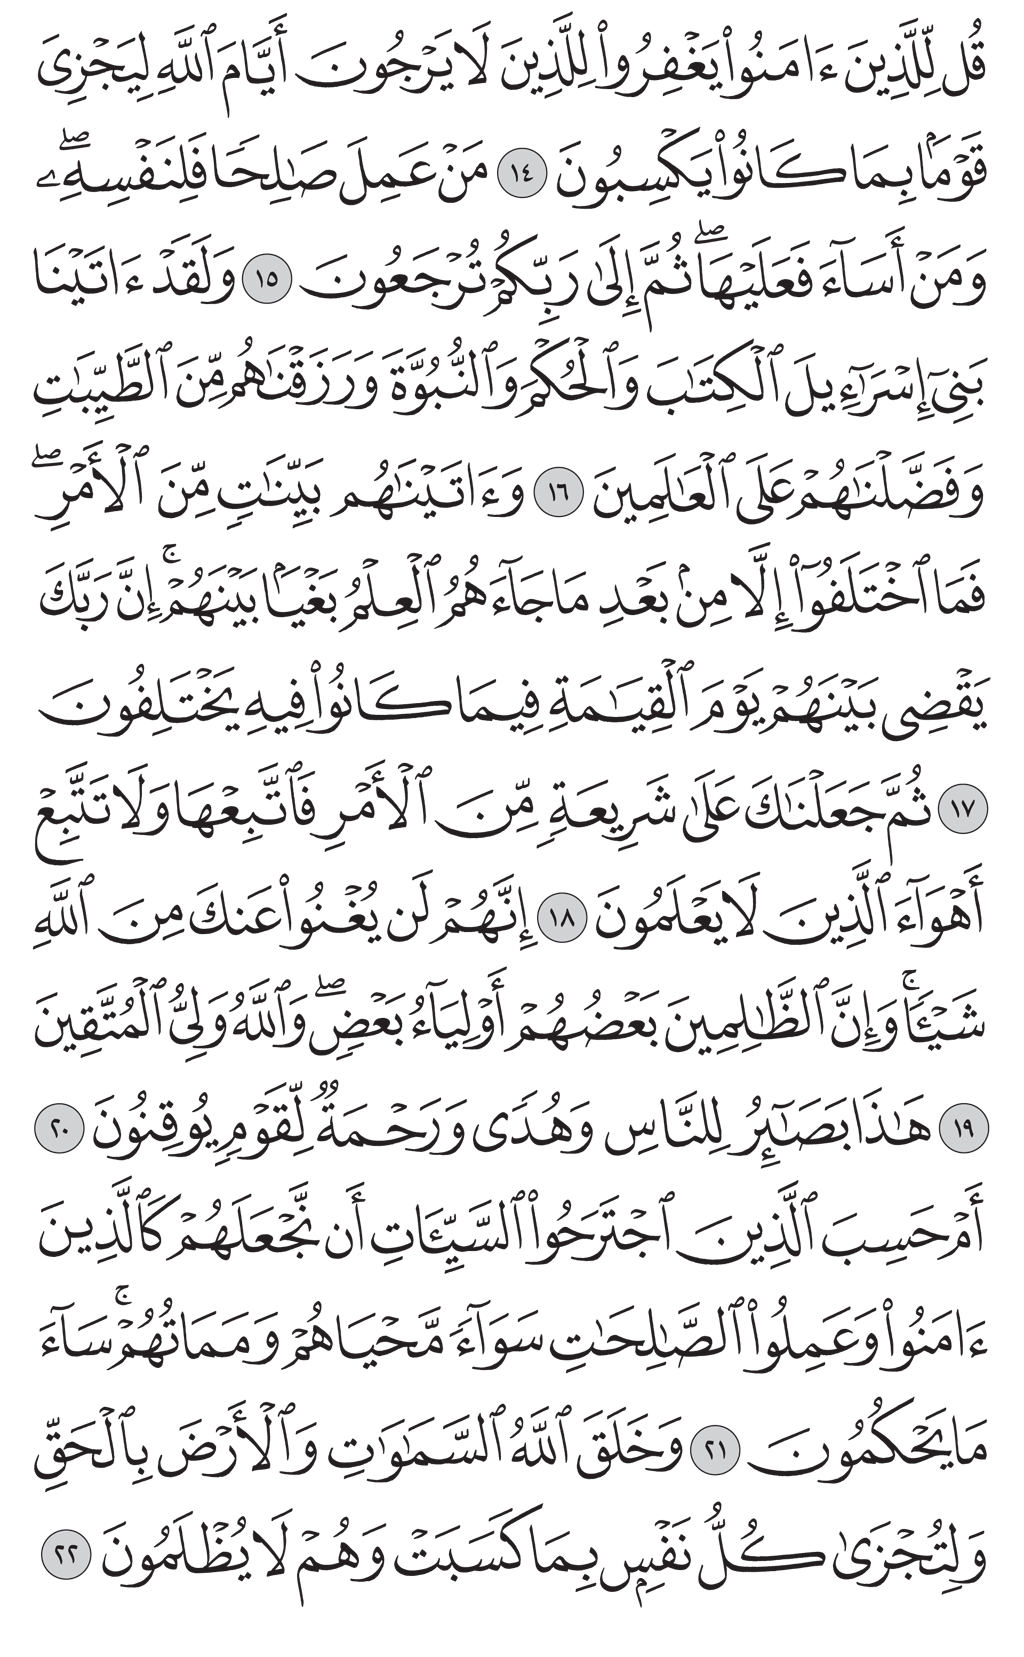 قُل لِّلَّذِينَ ءَامَنُوا۟ يَغْفِرُوا۟ لِلَّذِينَ لَا يَرْجُونَ أَيَّامَ ٱللَّهِ لِيَجْزِىَ
قَوْمًۢا بِمَا كَانُوا۟ يَكْسِبُونَ ١٤ مَنْ عَمِلَ صَـٰلِحًا فَلِنَفْسِهِۦۖ
وَمَنْ أَسَآءَ فَعَلَيْهَاۖ ثُمَّ إِلَىٰ رَبِّكُمْ تُرْجَعُونَ ١٥ وَلَقَدْ ءَاتَيْنَا
بَنِىٓ إِسْرَٰٓءِيلَ ٱلْكِتَـٰبَ وَٱلْحُكْمَ وَٱلنُّبُوَّةَ وَرَزَقْنَـٰهُم مِّنَ ٱلطَّيِّبَـٰتِ
وَفَضَّلْنَـٰهُمْ عَلَى ٱلْعَـٰلَمِينَ ١٦ وَءَاتَيْنَـٰهُم بَيِّنَـٰتٍ مِّنَ ٱلْأَمْرِۖ
فَمَا ٱخْتَلَفُوٓا۟ إِلَّا مِنۢ بَعْدِ مَا جَآءَهُمُ ٱلْعِلْمُ بَغْيًۢا بَيْنَهُمْۚ إِنَّ رَبَّكَ
يَقْضِى بَيْنَهُمْ يَوْمَ ٱلْقِيَـٰمَةِ فِيمَا كَانُوا۟ فِيهِ يَخْتَلِفُونَ
١٧ ثُمَّ جَعَلْنَـٰكَ عَلَىٰ شَرِيعَةٍ مِّنَ ٱلْأَمْرِ فَٱتَّبِعْهَا وَلَا تَتَّبِعْ
أَهْوَآءَ ٱلَّذِينَ لَا يَعْلَمُونَ ١٨ إِنَّهُمْ لَن يُغْنُوا۟ عَنكَ مِنَ ٱللَّهِ
شَيْـًٔاۚ وَإِنَّ ٱلظَّـٰلِمِينَ بَعْضُهُمْ أَوْلِيَآءُ بَعْضٍۖ وَٱللَّهُ وَلِىُّ ٱلْمُتَّقِينَ
١٩ هَـٰذَا بَصَـٰٓئِرُ لِلنَّاسِ وَهُدًى وَرَحْمَةٌ لِّقَوْمٍ يُوقِنُونَ ٢٠
أَمْ حَسِبَ ٱلَّذِينَ ٱجْتَرَحُوا۟ ٱلسَّيِّـَٔاتِ أَن نَّجْعَلَهُمْ كَٱلَّذِينَ
ءَامَنُوا۟ وَعَمِلُوا۟ ٱلصَّـٰلِحَـٰتِ سَوَآءً مَّحْيَاهُمْ وَمَمَاتُهُمْۚ سَآءَ
مَا يَحْكُمُونَ ٢١ وَخَلَقَ ٱللَّهُ ٱلسَّمَـٰوَٰتِ وَٱلْأَرْضَ بِٱلْحَقِّ
وَلِتُجْزَىٰ كُلُّ نَفْسٍۭ بِمَا كَسَبَتْ وَهُمْ لَا يُظْلَمُونَ ٢٢